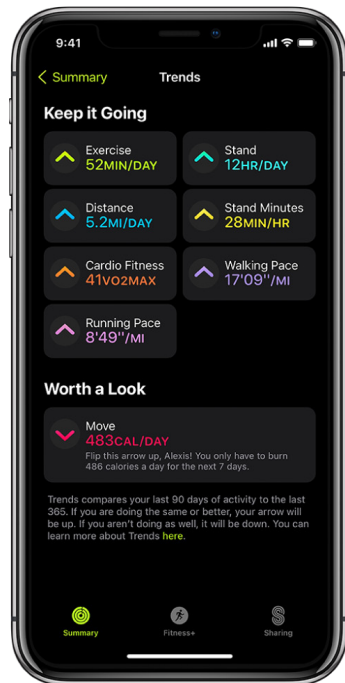 9:41
Summary
Trends
Keep it Going
Exercise
52MIN/DAY
Stand
12HR/DAY
Distance
5.2MI/DAY
Stand Minutes
28MIN/HR
Cardio Fitness
41VO2MAX
Walking Pace
17'09''/MI
Running Pace
8'49''/MI
Worth a Look
Move
483CAL/DAY
Flip this arrow up, Alexis! You only have to burn
486 calories a day for the next 7 days.
Trends compares your last 90 days of activity to the last
365. If you are doing the same or better, your arrow will
be up. If you aren't doing as well, it will be down. You can
learn more about Trends here.
Summary
Fitness+
Sharing